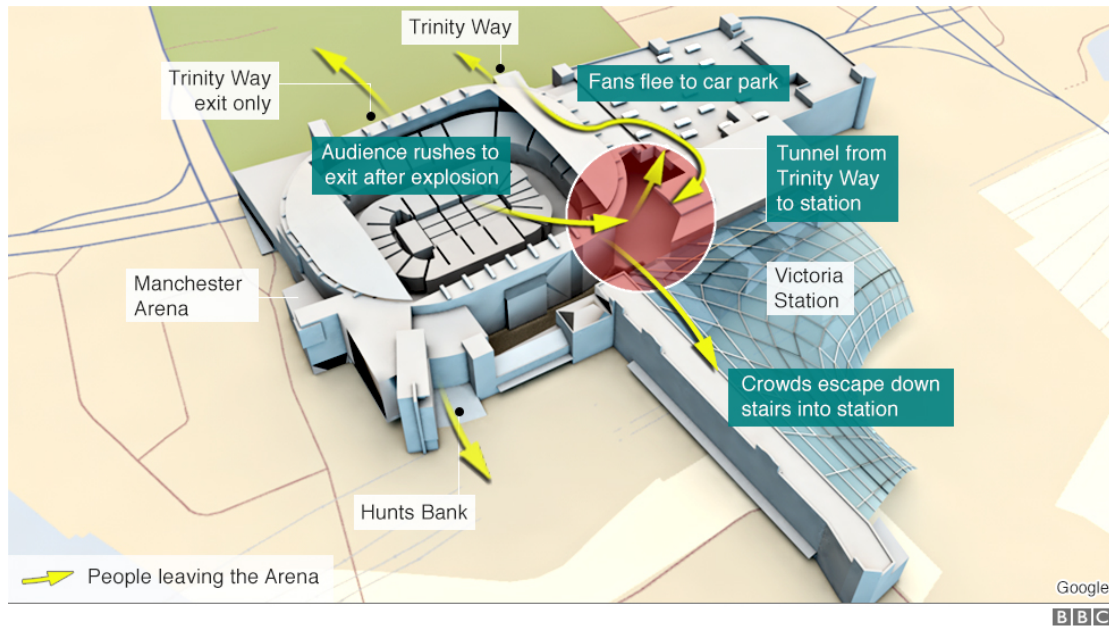 Trinity Way
Trinity Way
exit only
Fans flee to car park
Audience rushes to
exit after explosion
Tunnel from
Trinity Way
to station
Manchester
Arena
Victoria
Station
Crowds escape down
stairs into station
Hunts Bank
People leaving the Arena
Google
BBC